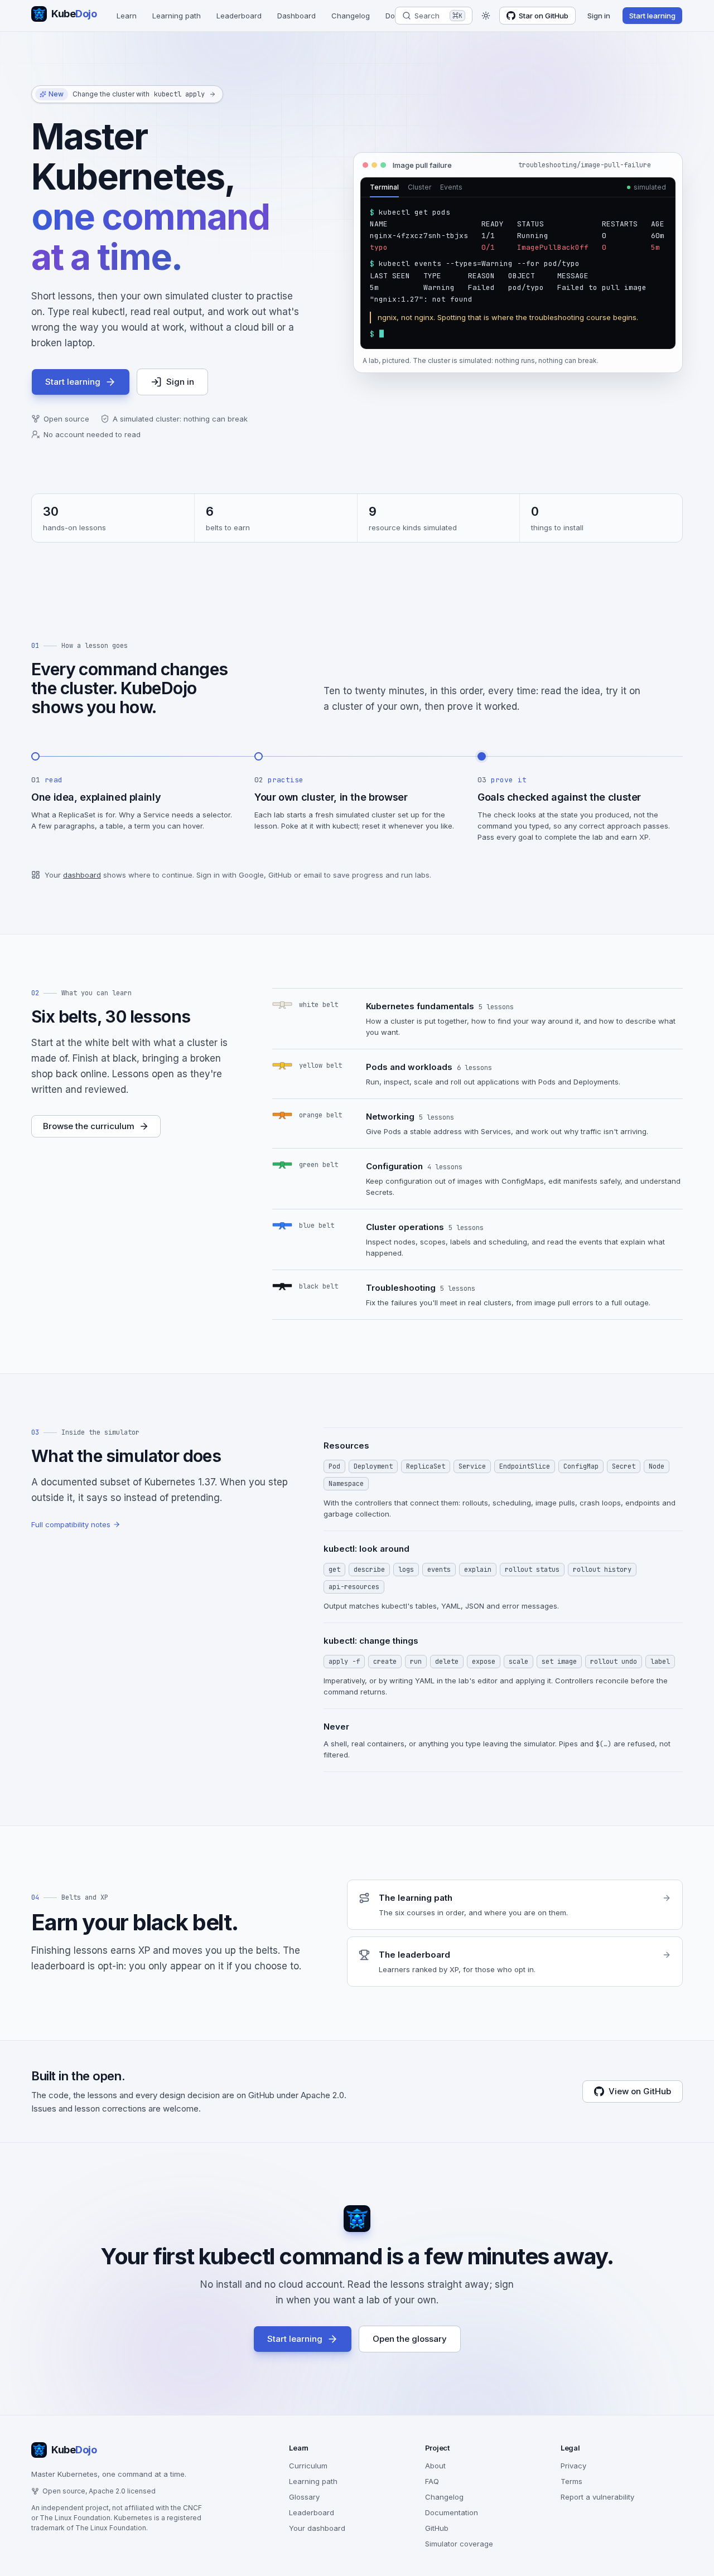 KubeDojo
Learn Learning path Leaderboard Dashboard Changelog Do
Search ⌘K
Star on GitHub Sign in Start learning
New Change the cluster with kubectl apply →
Master
Kubernetes,
one command
at a time.
Short lessons, then your own simulated cluster to practise
on. Type real kubectl, read real output, and work out what's
wrong the way you would at work, without a cloud bill or a
broken laptop.
Start learning → Sign in
Open source A simulated cluster: nothing can break
No account needed to read
Image pull failure troubleshooting/image-pull-failure
Terminal Cluster Events simulated
$ kubectl get pods
NAME READY STATUS RESTARTS AGE
nginx-4fzxcz7snh-tbjxs 1/1 Running 0 60m
typo 0/1 ImagePullBackOff 0 5m
$ kubectl events --types=Warning --for pod/typo
LAST SEEN TYPE REASON OBJECT MESSAGE
5m Warning Failed pod/typo Failed to pull image
"ngnix:1.27": not found
ngnix, not nginx. Spotting that is where the troubleshooting course begins.
$
A lab, pictured. The cluster is simulated: nothing runs, nothing can break.
30 6 9 0
hands-on lessons belts to earn resource kinds simulated things to install
01 How a lesson goes
Every command changes
the cluster. KubeDojo
shows you how.
Ten to twenty minutes, in this order, every time: read the idea, try it on
a cluster of your own, then prove it worked.
01 read
One idea, explained plainly
What a ReplicaSet is for. Why a Service needs a selector.
A few paragraphs, a table, a term you can hover.
02 practise
Your own cluster, in the browser
Each lab starts a fresh simulated cluster set up for the
lesson. Poke at it with kubectl; reset it whenever you like.
03 prove it
Goals checked against the cluster
The check looks at the state you produced, not the
command you typed, so any correct approach passes.
Pass every goal to complete the lab and earn XP.
Your dashboard shows where to continue. Sign in with Google, GitHub or email to save progress and run labs.
02 What you can learn
Six belts, 30 lessons
Start at the white belt with what a cluster is
made of. Finish at black, bringing a broken
shop back online. Lessons open as they're
written and reviewed.
Browse the curriculum →
white belt Kubernetes fundamentals 5 lessons
How a cluster is put together, how to find your way around it, and how to describe what
you want.
yellow belt Pods and workloads 6 lessons
Run, inspect, scale and roll out applications with Pods and Deployments.
orange belt Networking 5 lessons
Give Pods a stable address with Services, and work out why traffic isn't arriving.
green belt Configuration 4 lessons
Keep configuration out of images with ConfigMaps, edit manifests safely, and understand
Secrets.
blue belt Cluster operations 5 lessons
Inspect nodes, scopes, labels and scheduling, and read the events that explain what
happened.
black belt Troubleshooting 5 lessons
Fix the failures you'll meet in real clusters, from image pull errors to a full outage.
03 Inside the simulator
What the simulator does
A documented subset of Kubernetes 1.37. When you step
outside it, it says so instead of pretending.
Full compatibility notes →
Resources
Pod Deployment ReplicaSet Service EndpointSlice ConfigMap Secret Node
Namespace
With the controllers that connect them: rollouts, scheduling, image pulls, crash loops, endpoints and
garbage collection.
kubectl: look around
get describe logs events explain rollout status rollout history
api-resources
Output matches kubectl's tables, YAML, JSON and error messages.
kubectl: change things
apply -f create run delete expose scale set image rollout undo label
Imperatively, or by writing YAML in the lab's editor and applying it. Controllers reconcile before the
command returns.
Never
A shell, real containers, or anything you type leaving the simulator. Pipes and $(…) are refused, not
filtered.
04 Belts and XP
Earn your black belt.
Finishing lessons earns XP and moves you up the belts. The
leaderboard is opt-in: you only appear on it if you choose to.
The learning path →
The six courses in order, and where you are on them.
The leaderboard →
Learners ranked by XP, for those who opt in.
Built in the open.
The code, the lessons and every design decision are on GitHub under Apache 2.0.
Issues and lesson corrections are welcome.
View on GitHub
Your first kubectl command is a few minutes away.
No install and no cloud account. Read the lessons straight away; sign
in when you want a lab of your own.
Start learning → Open the glossary
KubeDojo
Master Kubernetes, one command at a time.
Open source, Apache 2.0 licensed
An independent project, not affiliated with the CNCF
or The Linux Foundation. Kubernetes is a registered
trademark of The Linux Foundation.
Learn
Curriculum
Learning path
Glossary
Leaderboard
Your dashboard
Project
About
FAQ
Changelog
Documentation
GitHub
Simulator coverage
Legal
Privacy
Terms
Report a vulnerability